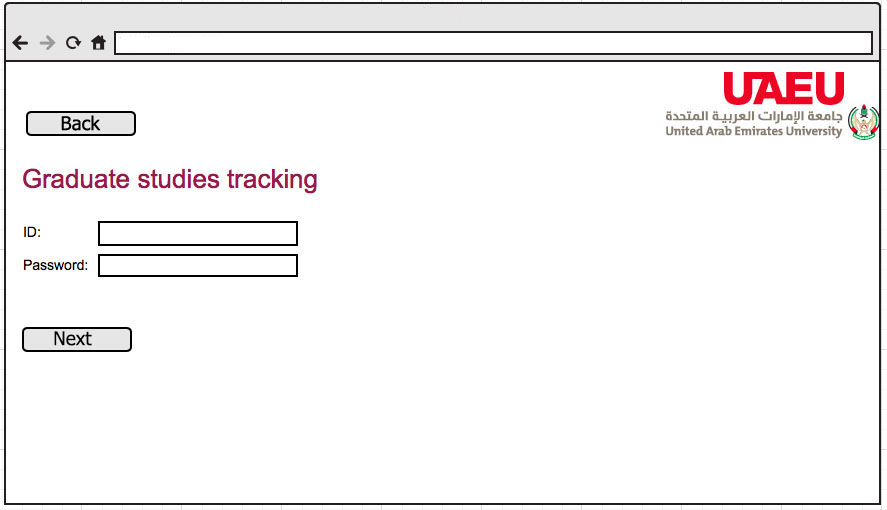 UAEU
جامعة الإمارات العربية المتحدة
United Arab Emirates University
Back
Graduate studies tracking
ID:
Password:
Next